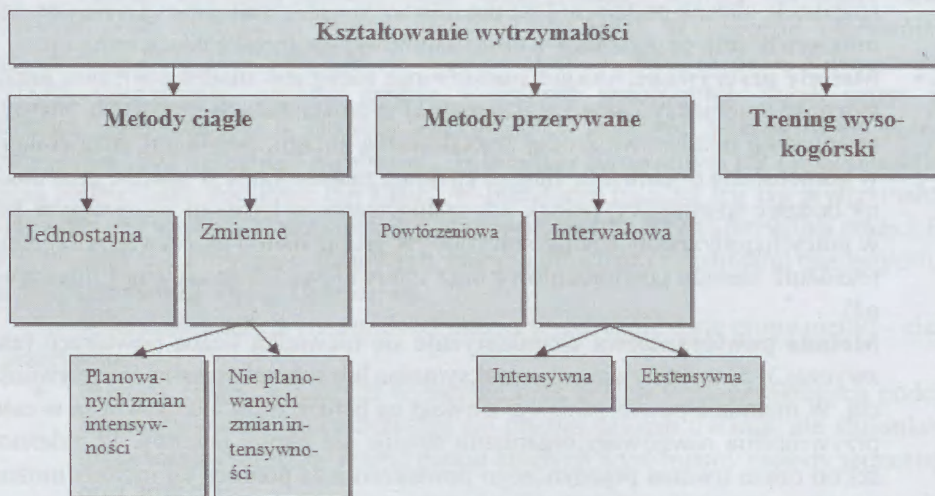 Kształtowanie wytrzymałości
Metody ciągłe
Metody przerywane
Trening wyso-
kogórski
Jednostajna
Zmienne
Powtórzeniowa
Interwałowa
Planowa-
nych zmian
intensyw-
ności
Nie plano-
wanych
zmian in-
tensywno-
ści
Intensywna
Ekstensywna